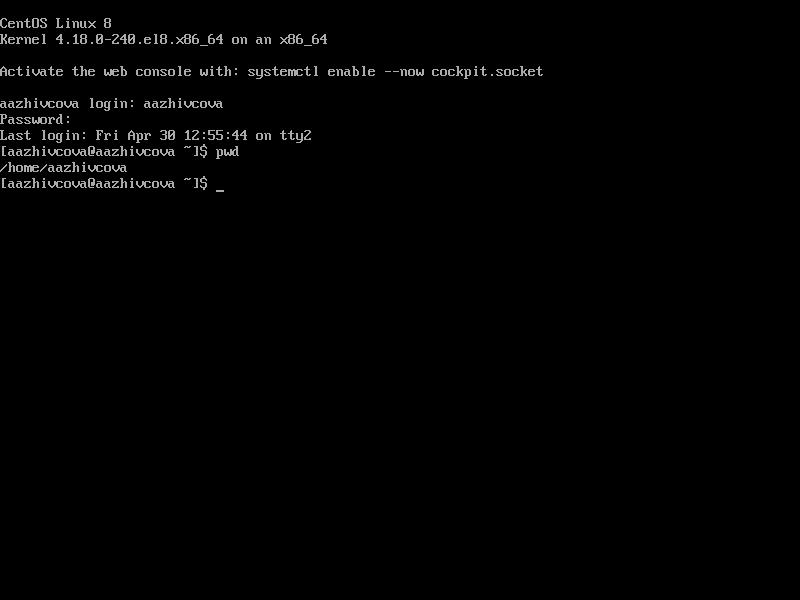 CentOS Linux 8
Kernel 4.18.0-240.el8.x86_64 on an x86_64
Activate the web console with: systemctl enable --now cockpit.socket
aazhivcova login: aazhivcova
Password:
Last login: Fri Apr 30 12:55:44 on tty2
[aazhivcova@aazhivcova ~]$ pwd
/home/aazhivcova
[aazhivcova@aazhivcova ~]$ _